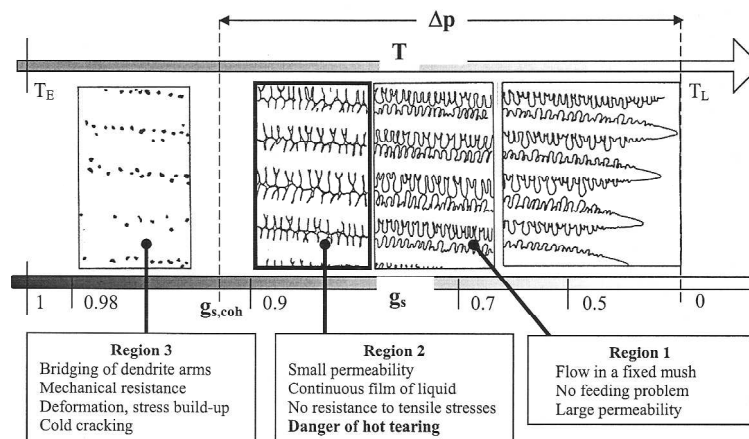 Δp
T
T_E
T_L
1
0.98
g_s,coh
0.9
g_s
0.7
0.5
0
Region 3
Bridging of dendrite arms
Mechanical resistance
Deformation, stress build-up
Cold cracking
Region 2
Small permeability
Continuous film of liquid
No resistance to tensile stresses
Danger of hot tearing
Region 1
Flow in a fixed mush
No feeding problem
Large permeability